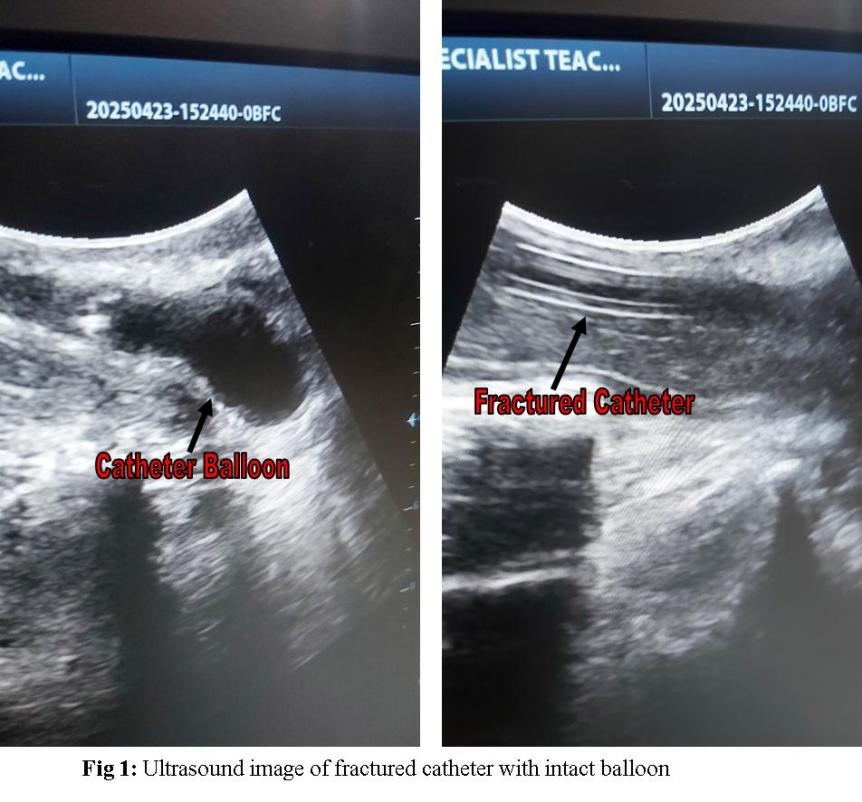 AC...
20250423-152440-0BFC
Catheter Balloon
ECIALIST TEAC...
20250423-152440-0BFC
Fractured Catheter
Fig 1: Ultrasound image of fractured catheter with intact balloon